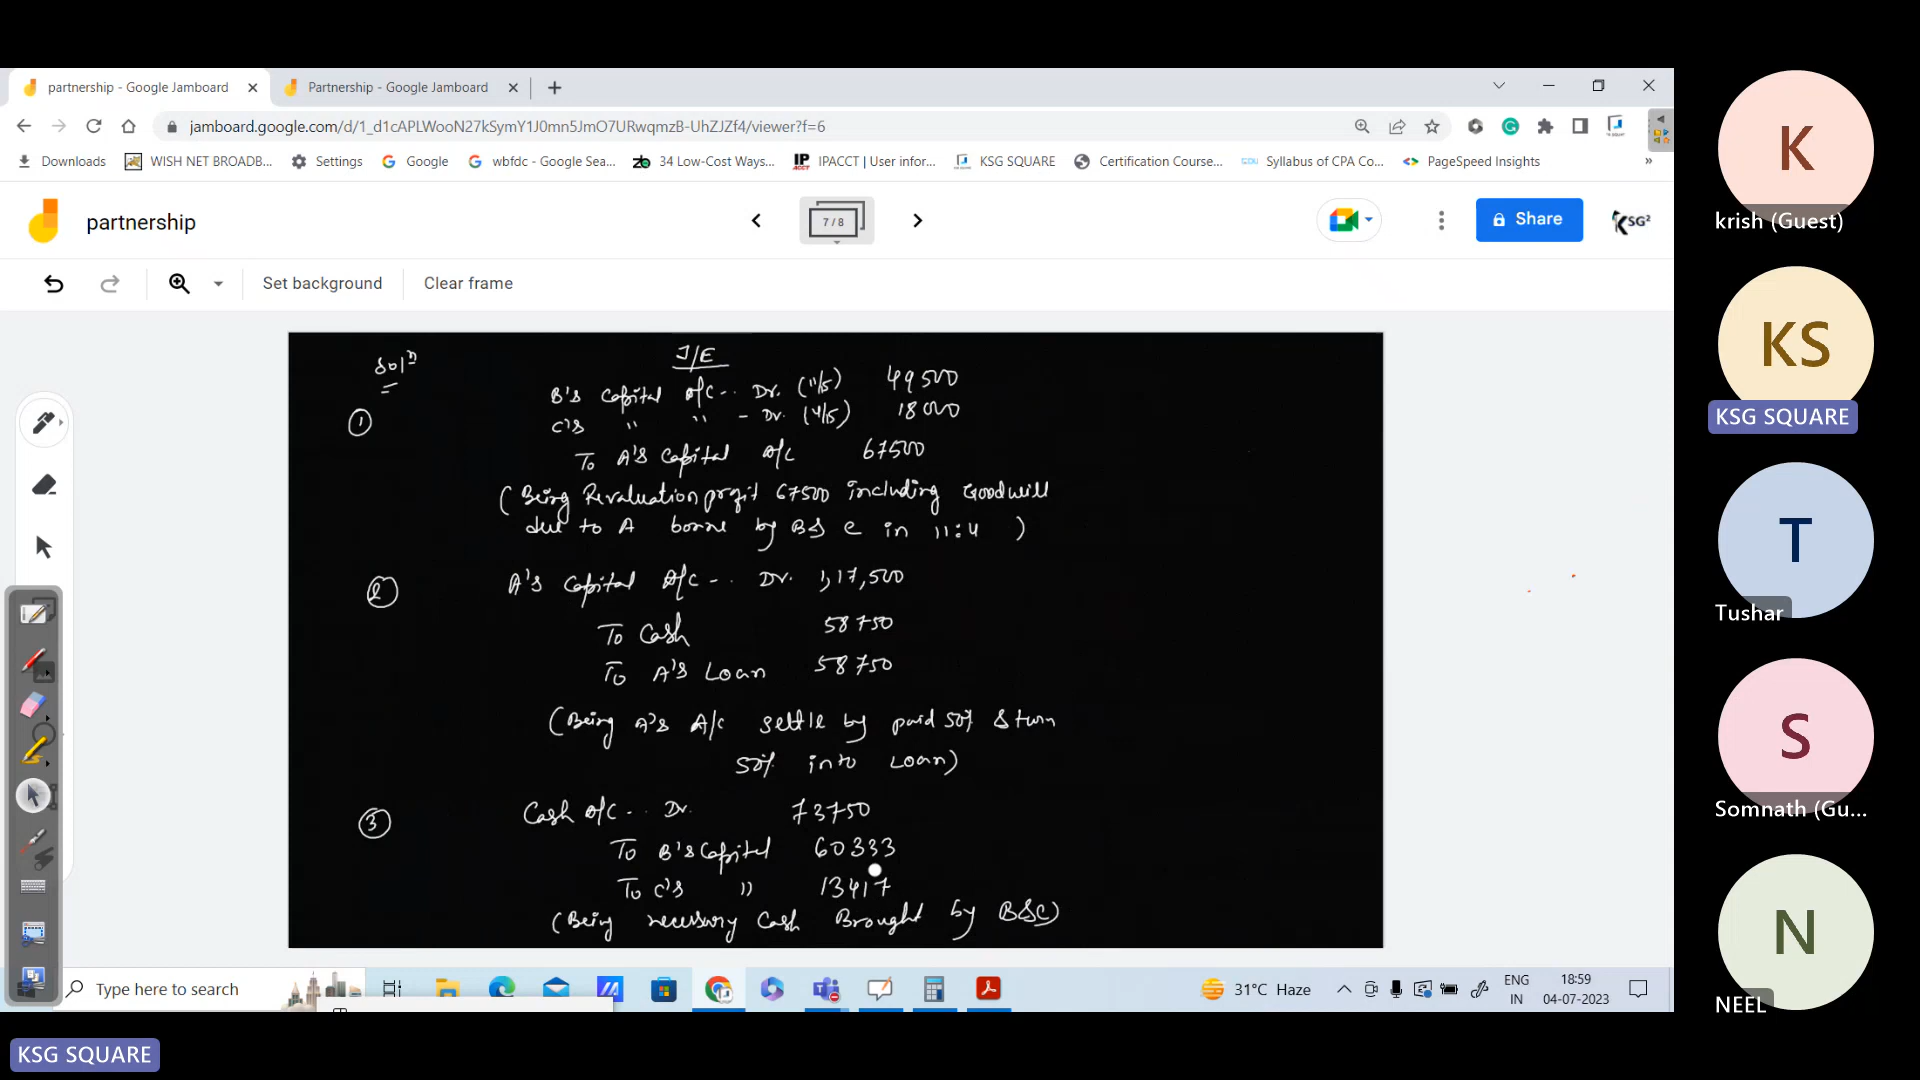 partnership - Google Jamboard
Partnership - Google Jamboard
jamboard.google.com/d/1_d1cAPLWooN27kSymY1J0mn5JmO7URwqmzB-UhZJZf4/viewer?f=6
Downloads
WISH NET BROADB...
Settings
Google
wbfdc - Google Sea...
34 Low-Cost Ways...
IPACCT | User infor...
KSG SQUARE
Certification Course...
Syllabus of CPA Co...
PageSpeed Insights
»
partnership
7 / 8
Share
KSG²
Set background
Clear frame
Solⁿ
J/E
①
B's Capital A/C-- Dr. (11/5) 49500
C's " " - Dr. (4/15) 18000
To A's Capital A/C 67500
(Being Revaluation profit 67500 including Goodwill
due to A borne by B & C in 11:4 )
②
A's Capital A/C -- Dr. 1,17,500
To Cash 58750
To A's Loan 58750
(Being A's A/c settle by paid 50% & turn
50% into Loan)
③
Cash A/C -- Dr. 73750
To B's Capital 60333
To C's " 13417
(Being necessary Cash Brought by B&C)
Type here to search
31°C Haze
ENG
IN
18:59
04-07-2023
K
krish (Guest)
KS
KSG SQUARE
T
Tushar
S
Somnath (Gu...
N
NEEL
KSG SQUARE